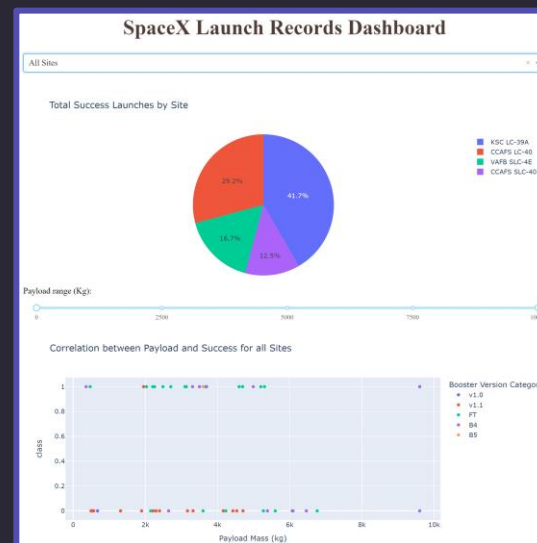 SpaceX Launch Records Dashboard
All Sites
Total Success Launches by Site
KSC LC-39A
CCAFS LC-40
VAFB SLC-4E
CCAFS SLC-40
29.2%
41.7%
16.7%
12.5%
Payload range (Kg):
0 2500 5000 7500
Correlation between Payload and Success for all Sites
Booster Version Categor
v1.0
v1.1
FT
B4
B5
1
0.8
0.6
0.4
0.2
0
class
0 2k 4k 6k 8k 10k
Payload Mass (kg)